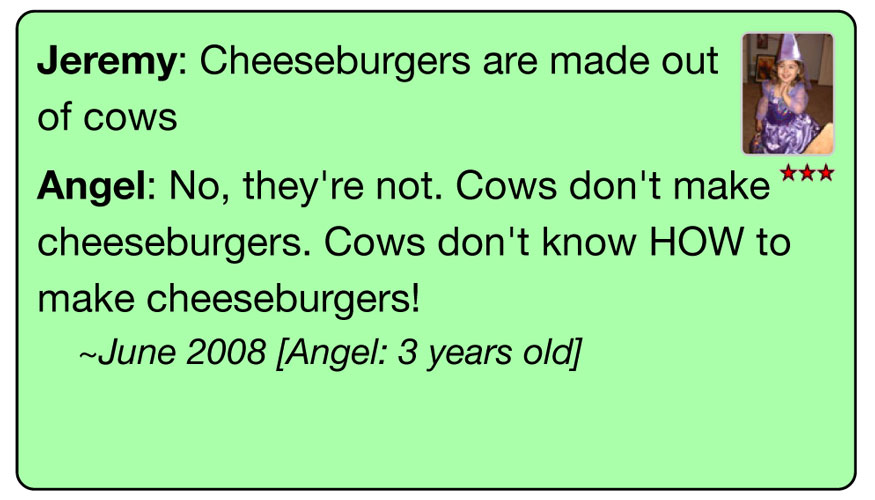 Jeremy: Cheeseburgers are made out
of cows
Angel: No, they're not. Cows don't make
cheeseburgers. Cows don't know HOW to
make cheeseburgers!
~June 2008 [Angel: 3 years old]